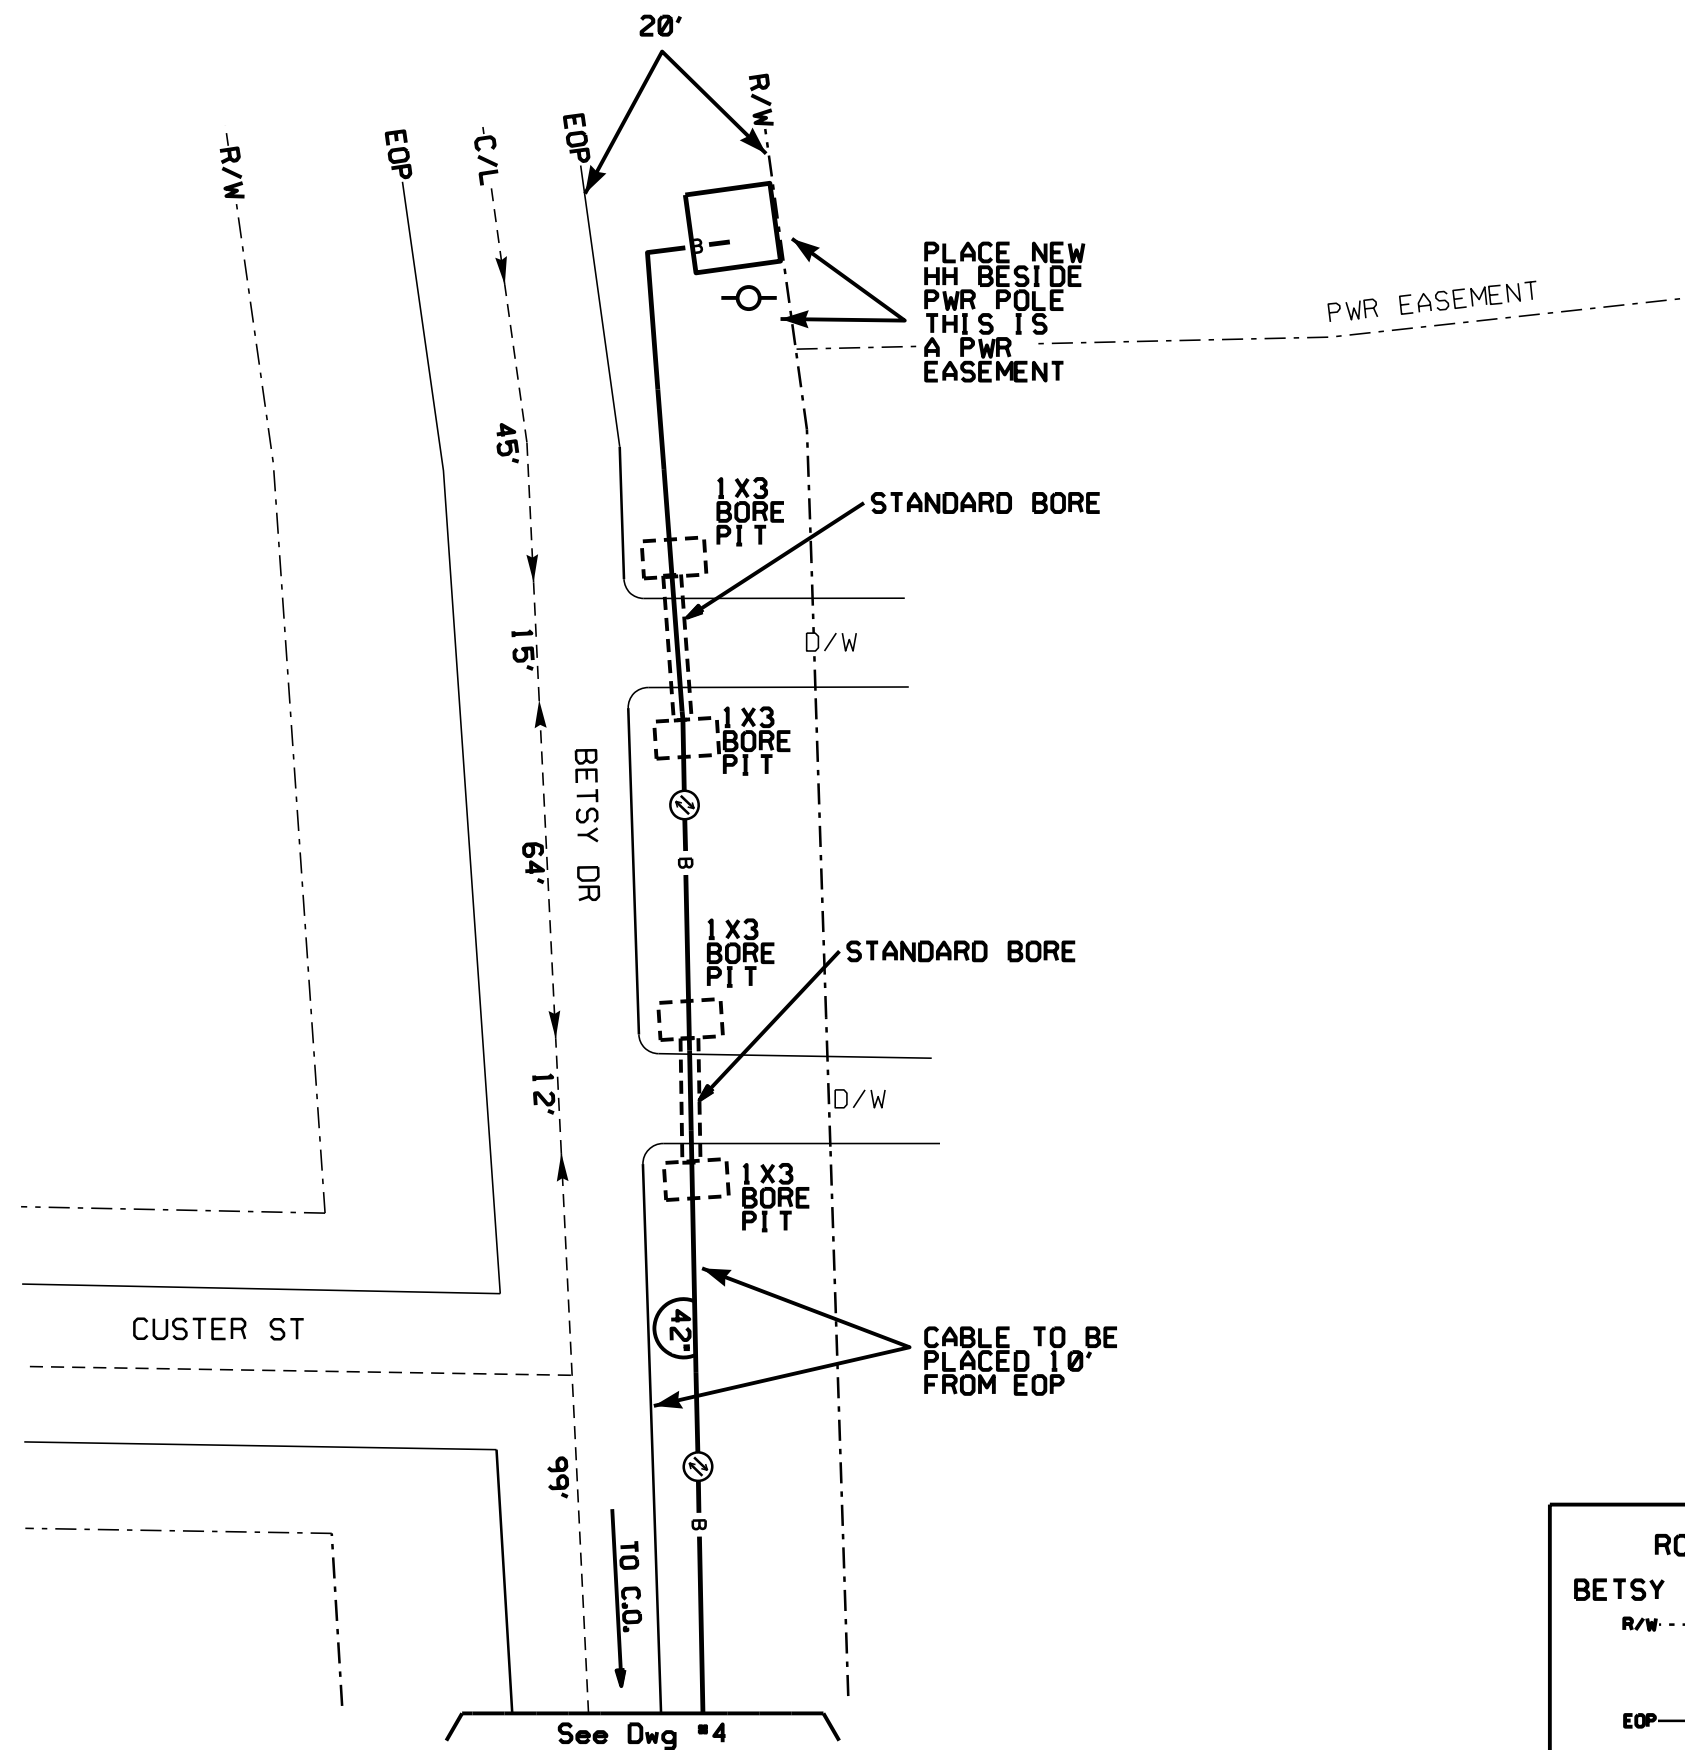 20'
R/W
EOP
C/L
EOP
R/W
PLACE NEW
HH BESIDE
PWR POLE
THIS IS
A PWR
EASEMENT
PWR EASEMENT
B
45'
1X3
BORE
PIT
STANDARD BORE
15'
D/W
1X3
BORE
PIT
BETSY DR
64'
B
1X3
BORE
PIT
STANDARD BORE
12'
D/W
1X3
BORE
PIT
CUSTER ST
42"
CABLE TO BE
PLACED 10'
FROM EOP
99'
B
TO C.O.
RO
BETSY
R/W
EOP
See Dwg #4